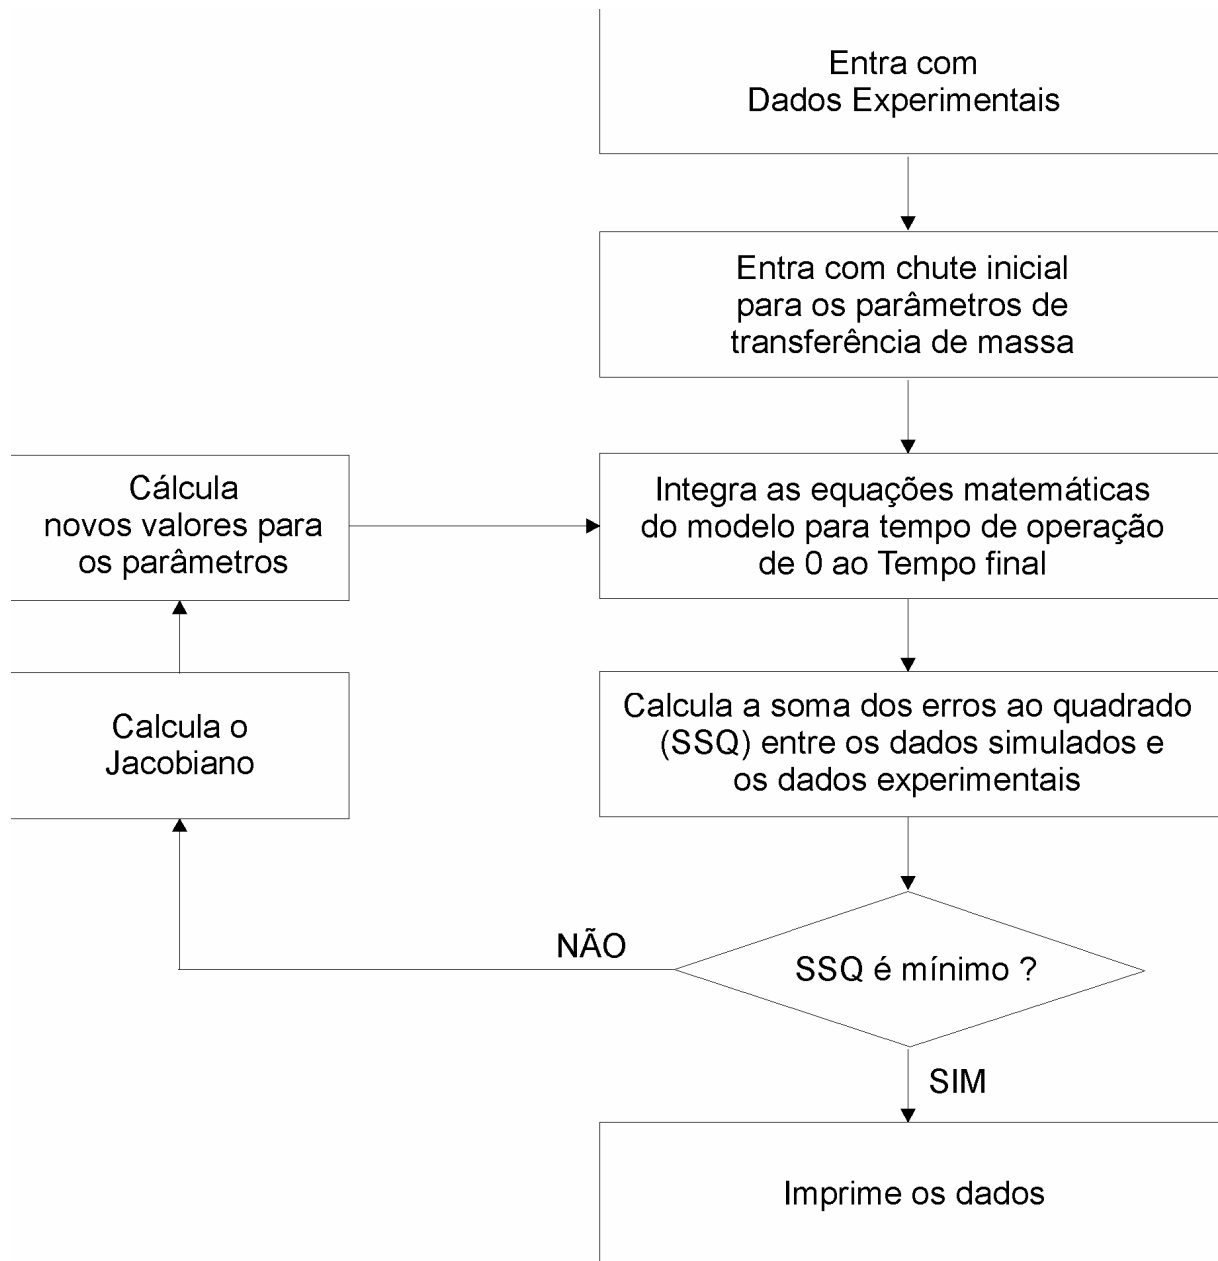 Entra com
Dados Experimentais
Entra com chute inicial
para os parâmetros de
transferência de massa
Cálcula
novos valores para
os parâmetros
Integra as equações matemáticas
do modelo para tempo de operação
de 0 ao Tempo final
Calcula o
Jacobiano
Calcula a soma dos erros ao quadrado
(SSQ) entre os dados simulados e
os dados experimentais
NÃO
SSQ é mínimo ?
SIM
Imprime os dados